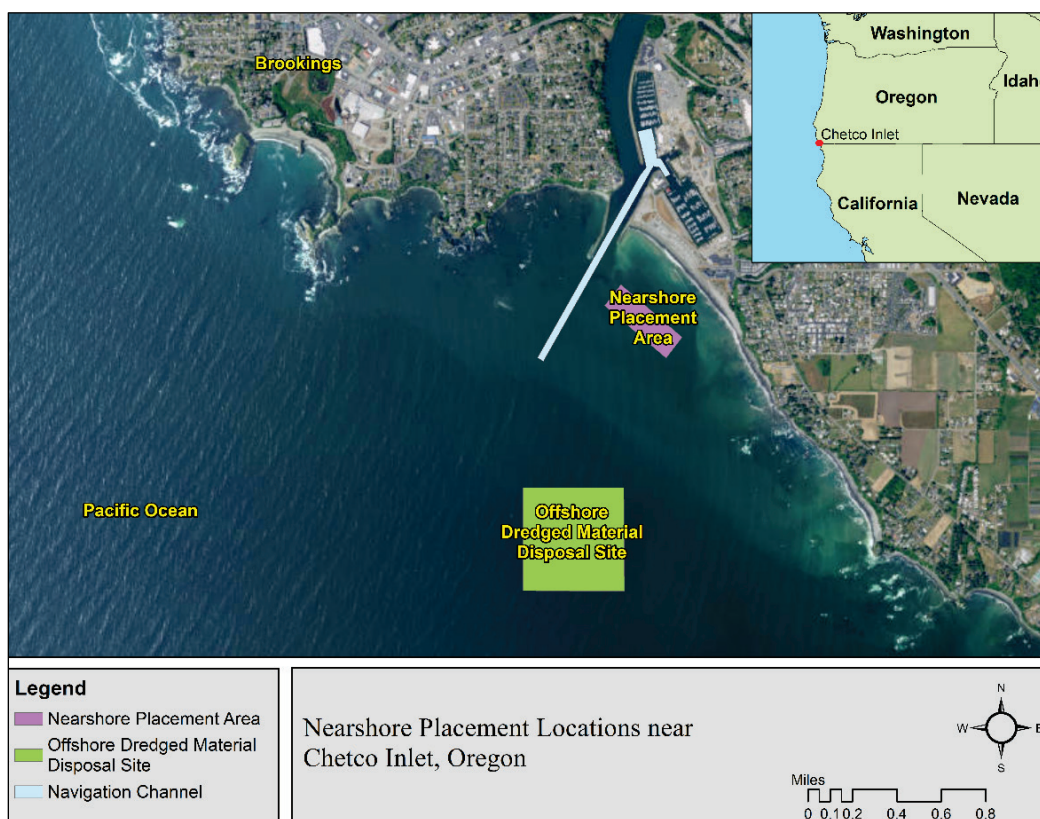 Brookings
Washington
Oregon
Idaho
Chetco Inlet
California
Nevada
Nearshore
Placement
Area
Pacific Ocean
Offshore
Dredged Material
Disposal Site
Legend
Nearshore Placement Area
Offshore Dredged Material
Disposal Site
Navigation Channel
Nearshore Placement Locations near
Chetco Inlet, Oregon
N
W
E
S
Miles
0 0.1 0.2 0.4 0.6 0.8